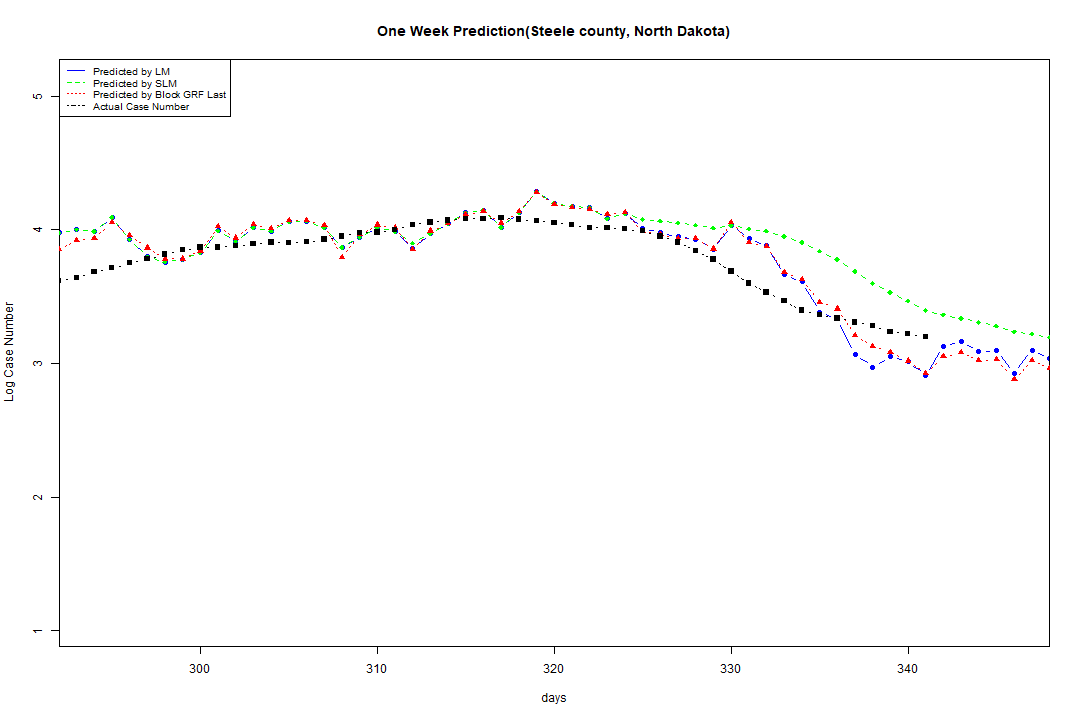 One Week Prediction(Steele county, North Dakota)
Predicted by LM
Predicted by SLM
Predicted by Block GRF Last
Actual Case Number
5
4
3
2
1
Log Case Number
300 310 320 330 340
days